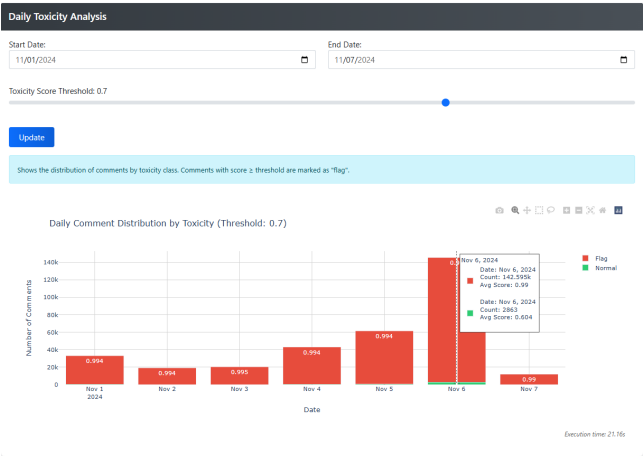 Daily Toxicity Analysis
Start Date:
End Date:
11/01/2024
11/07/2024
Toxicity Score Threshold: 0.7
Update
Shows the distribution of comments by toxicity class. Comments with score ≥ threshold are marked as "flag".
Daily Comment Distribution by Toxicity (Threshold: 0.7)
Number of Comments
140k
120k
100k
80k
60k
40k
20k
0
0.994
0.994
0.995
0.994
0.994
0.99
Nov 6, 2024
Date: Nov 6, 2024
Count: 142.595k
Avg Score: 0.99
Date: Nov 6, 2024
Count: 2863
Avg Score: 0.604
Flag
Normal
Nov 1
2024
Nov 2
Nov 3
Nov 4
Nov 5
Nov 6
Nov 7
Date
Execution time: 21.16s